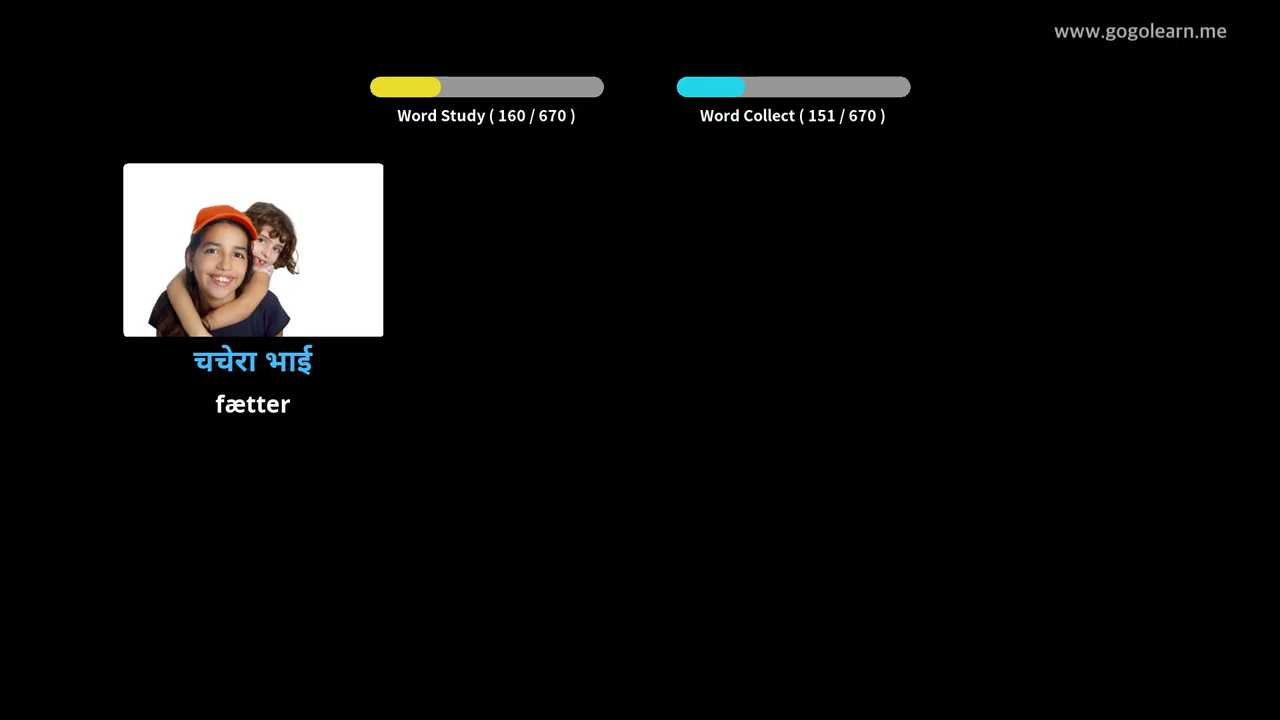 www.gogolearn.me
Word Study ( 160 / 670 )
Word Collect ( 151 / 670 )
चचेरा भाई
fætter